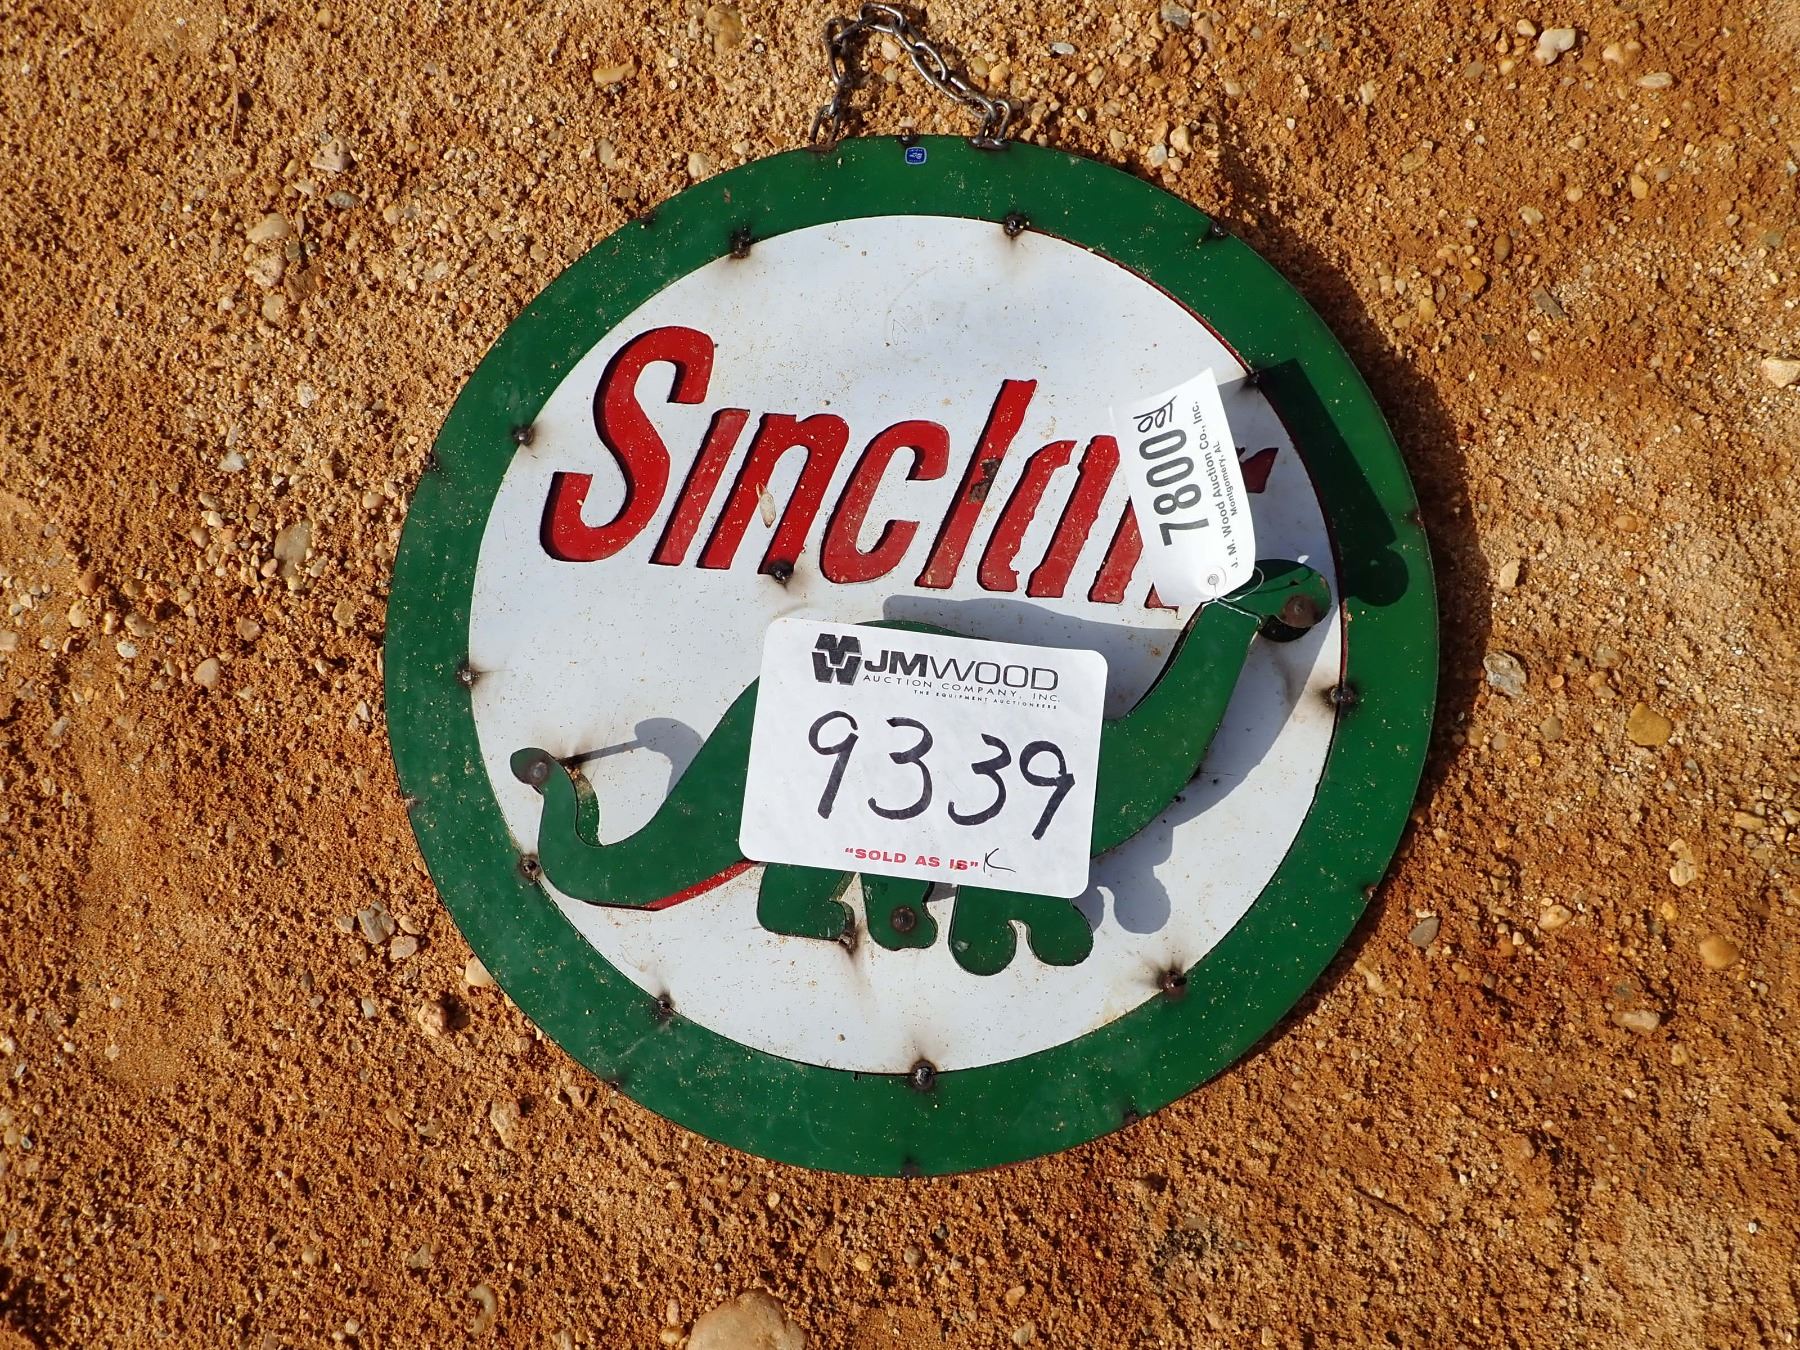 Sinclair
7800
J. M. Wood Auction Co., Inc.
Montgomery, AL
JMWOOD
AUCTION COMPANY, INC.
THE EQUIPMENT AUCTIONEERS
9339
"SOLD AS IS" K